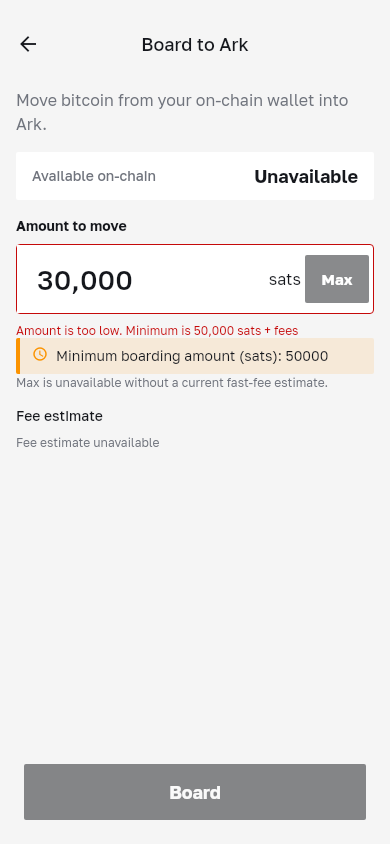 Board to Ark
Move bitcoin from your on-chain wallet into
Ark.
Available on-chain Unavailable
Amount to move
30,000 sats Max
Amount is too low. Minimum is 50,000 sats + fees
Minimum boarding amount (sats): 50000
Max is unavailable without a current fast-fee estimate.
Fee estimate
Fee estimate unavailable
Board